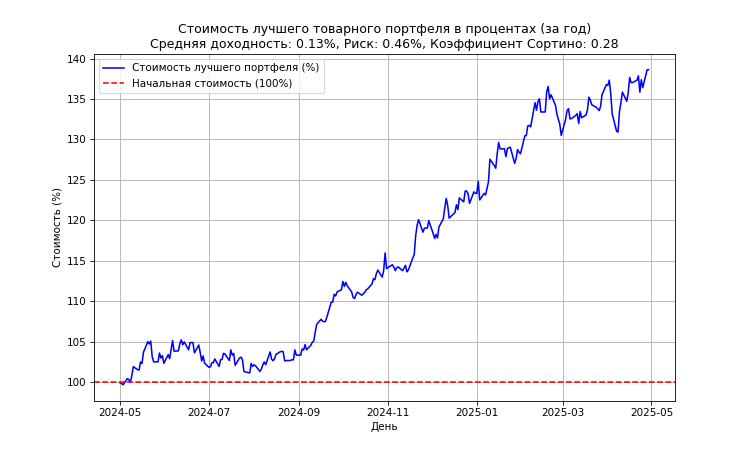 Стоимость лучшего товарного портфеля в процентах (за год)
Средняя доходность: 0.13%, Риск: 0.46%, Коэффициент Сортино: 0.28
Стоимость лучшего портфеля (%)
Начальная стоимость (100%)
Стоимость (%)
140
135
130
125
120
115
110
105
100
2024-05
2024-07
2024-09
2024-11
2025-01
2025-03
2025-05
День